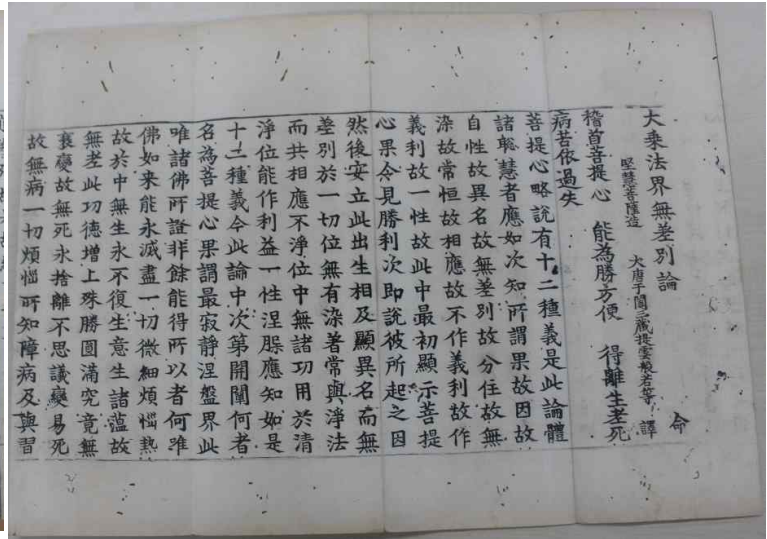 大乗法界無差別論 命
堅慧菩薩造 大唐于闐三藏提雲般若等譯
稽首菩提心 能為勝方便 得離生老死
病苦依過失
菩提心略說有十二種義是此論體
諸聡慧者應如次知所謂果故因故
自性故異名故無差別故分住故無
染故常恒故相應故不作義利故作
義利故一性故此中最初顯示菩提
心果令見勝利次即說彼所起之因
然後安立此出生相及顯異名而無
差別於一切位無有染著常與淨法
而共相應不淨位中無諸功用於清
淨位能作利益一性涅槃應知如是
十二種義今此論中次第開闡何者
名為菩提心果謂最寂靜涅盤界此
唯諸佛所證非餘能得所以者何唯
佛如来能永滅盡一切微細煩惱熱
故於中無生永不復生意生諸蘊故
無老此功德增上殊勝圓滿究竟無
衰變故無死永捨離不思議變易死
故無病一切煩惱所知障病及與習